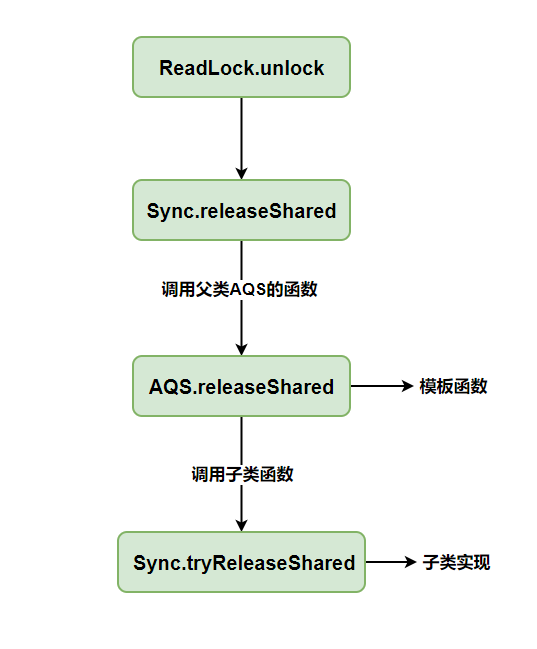 ReadLock.unlock
Sync.releaseShared
调用父类AQS的函数
AQS.releaseShared
模板函数
调用子类函数
Sync.tryReleaseShared
子类实现